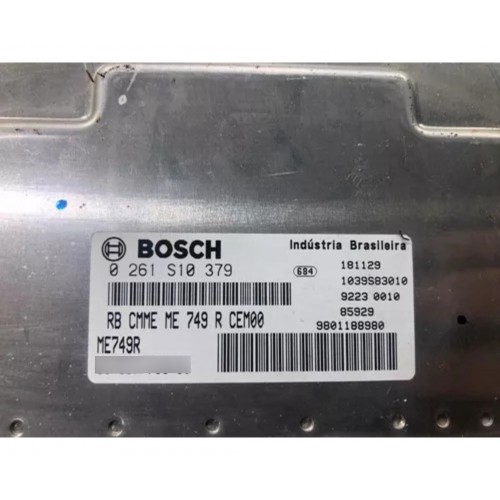 BOSCH
Indústria Brasileira
0 261 S10 379
684
181129
1039S83010
9223 0010
RB CMME ME 749 R CEM00
85929
ME749R
9801188980